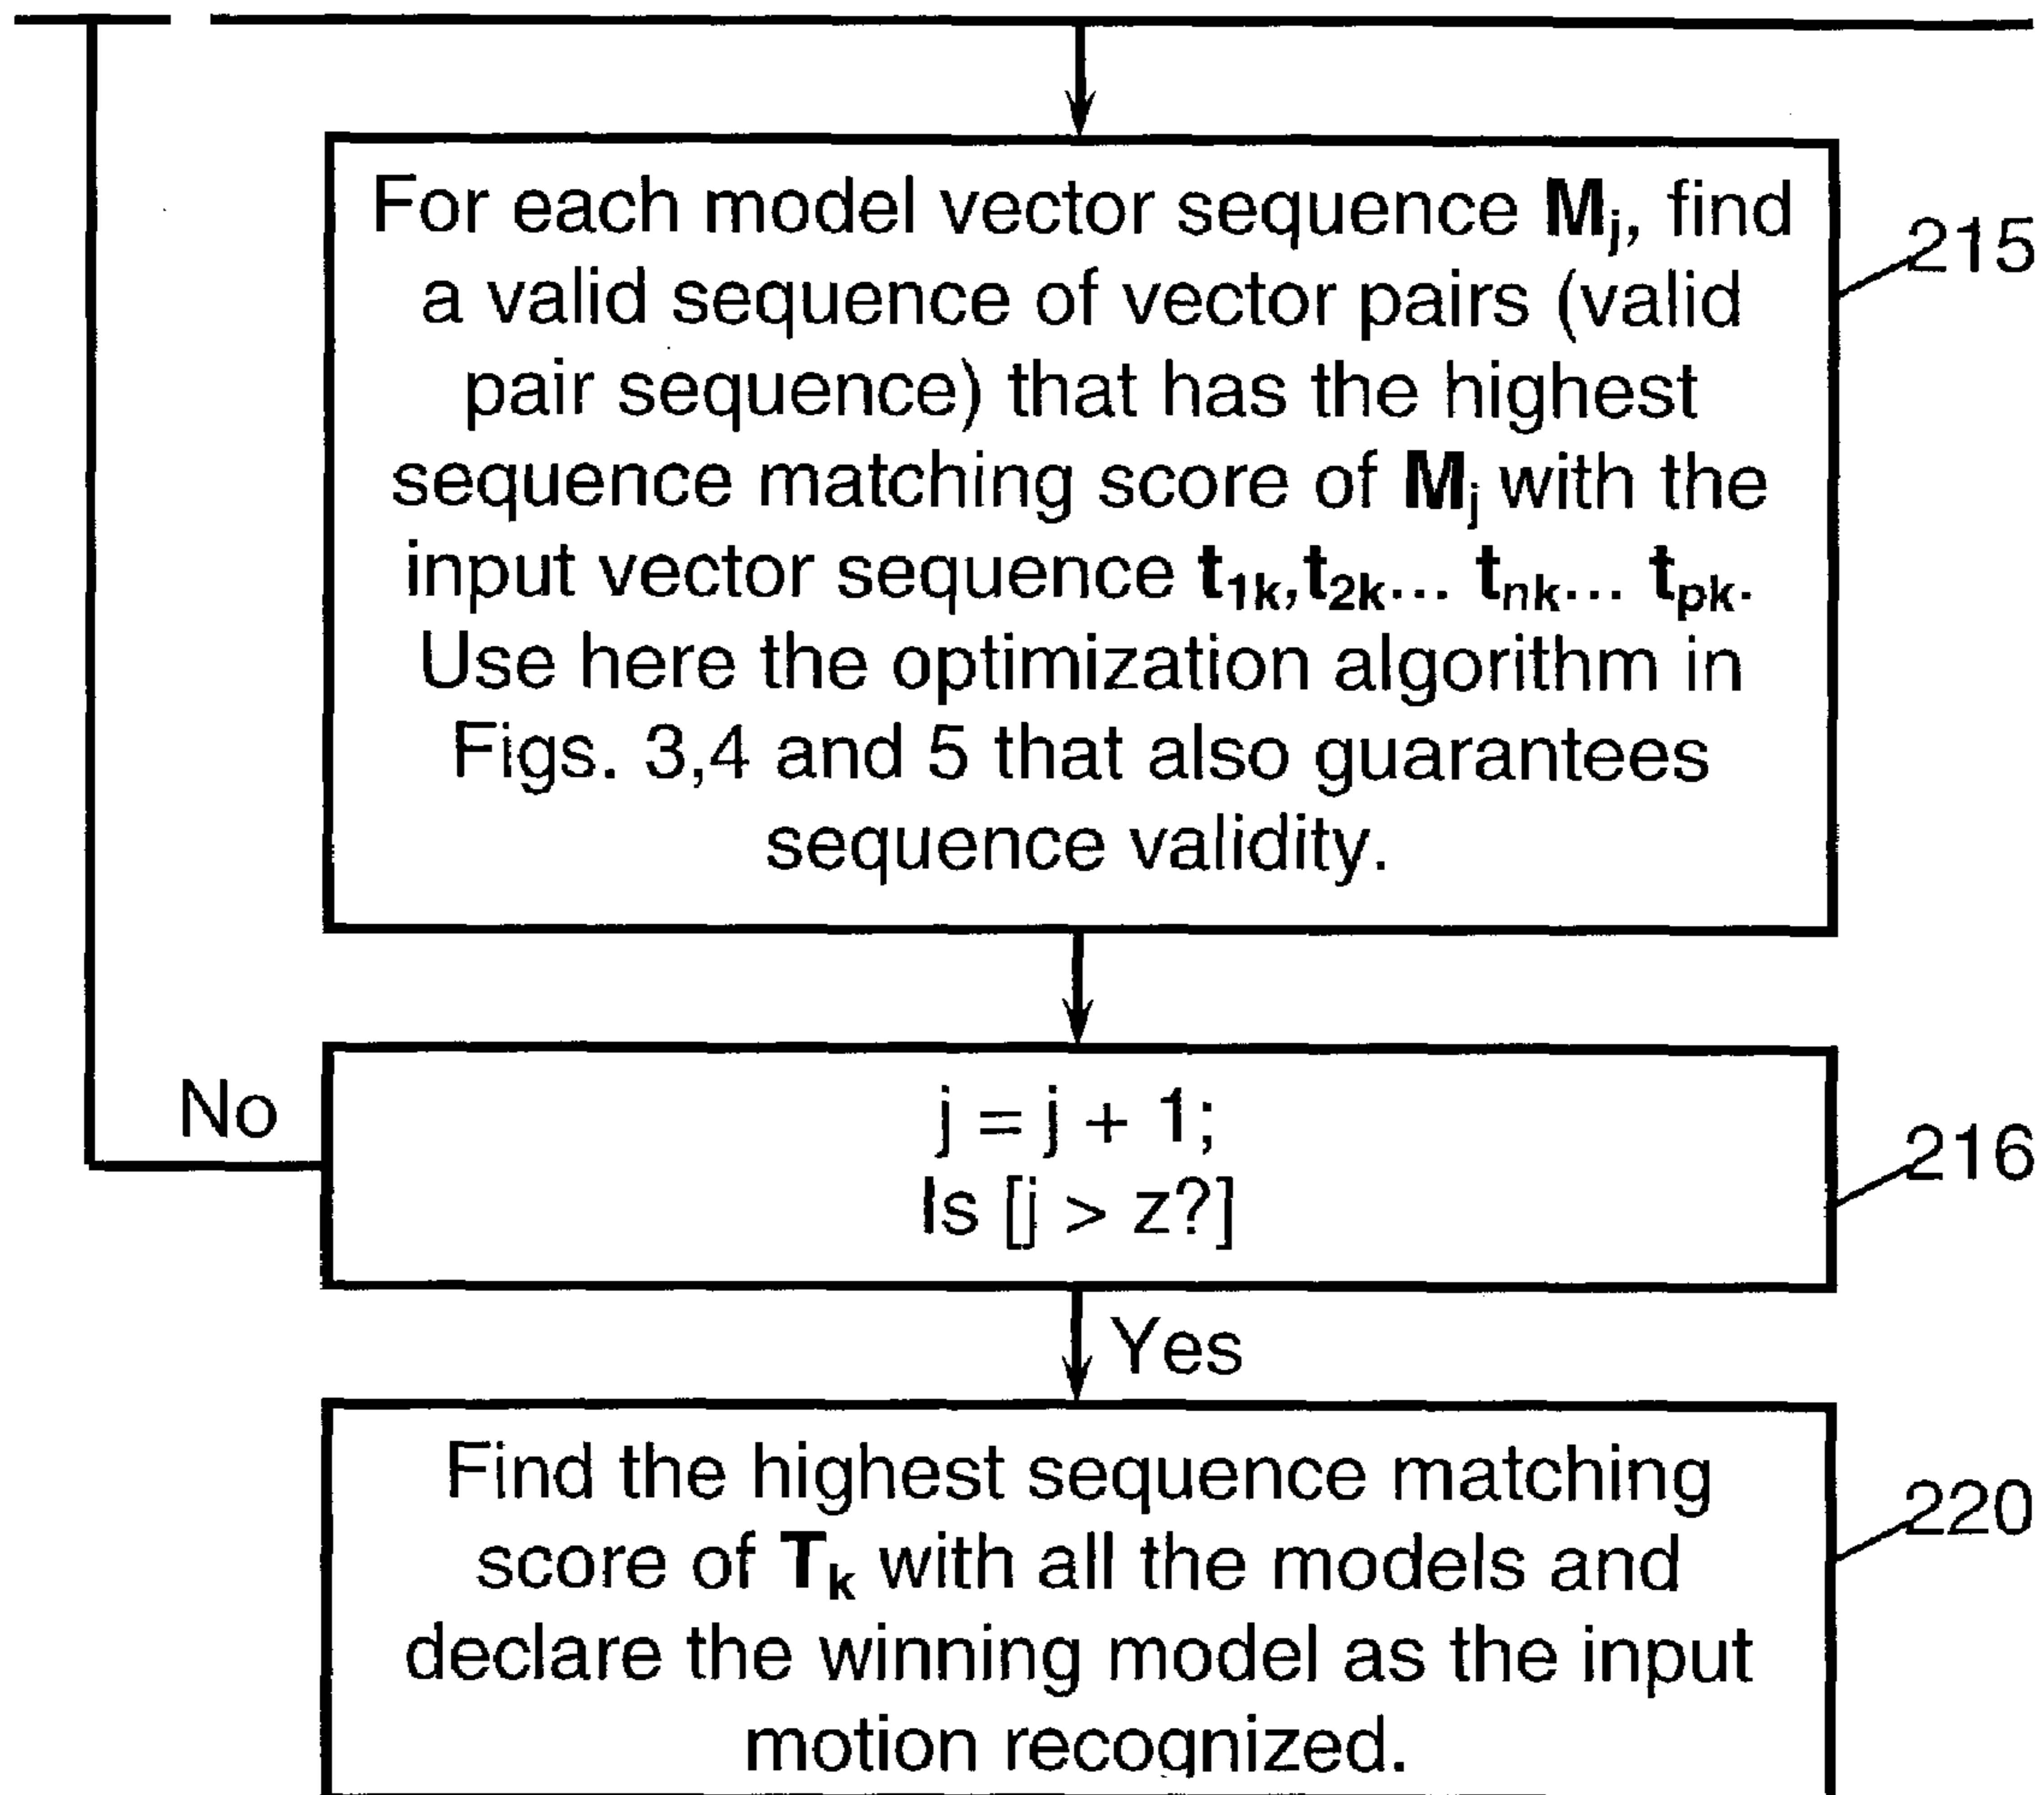 For each model vector sequence Mj, find
a valid sequence of vector pairs (valid
pair sequence) that has the highest
sequence matching score of Mj with the
input vector sequence t1k,t2k... tnk... tpk.
Use here the optimization algorithm in
Figs. 3,4 and 5 that also guarantees
sequence validity.
215
No
j = j + 1;
Is [j > z?]
216
Yes
Find the highest sequence matching
score of Tk with all the models and
declare the winning model as the input
motion recognized.
220